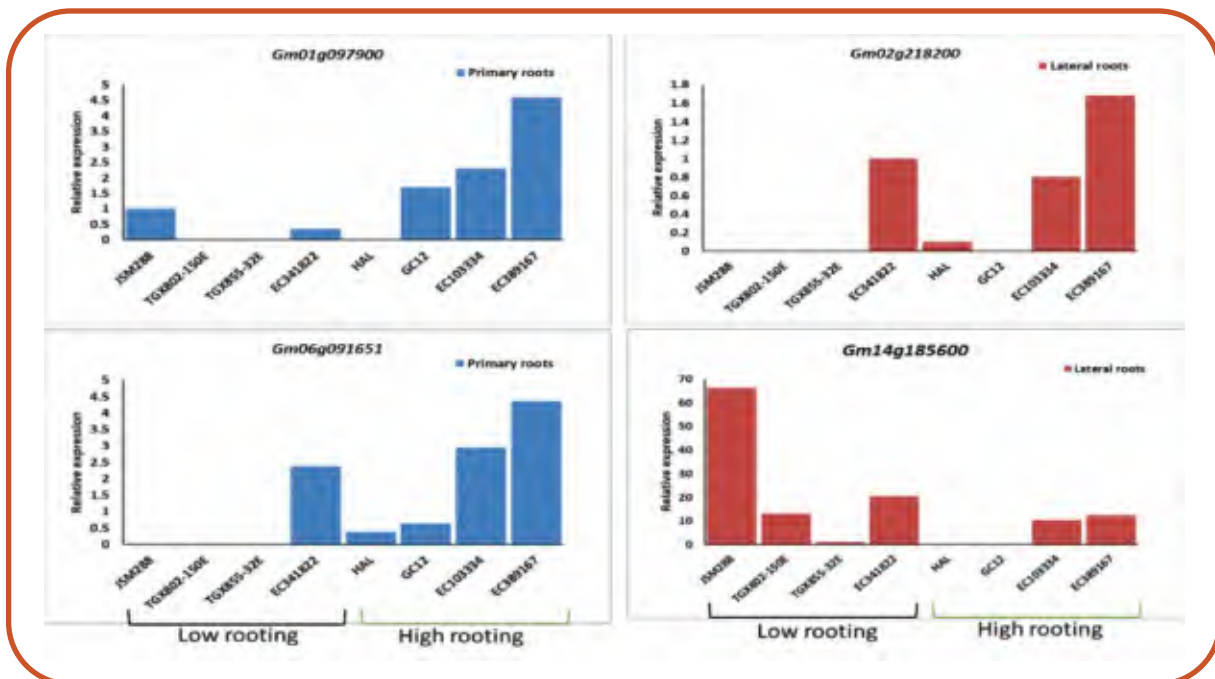 Gm01g097900
Primary roots
Relative expression
5
4.5
4
3.5
3
2.5
2
1.5
1
0.5
0
JSM288
TGX802-150E
TGX855-32E
EC341822
HAL
GC12
EC103334
EC389167
Gm02g218200
Lateral roots
Relative expression
1.8
1.6
1.4
1.2
1
0.8
0.6
0.4
0.2
0
JSM288
TGX802-150E
TGX855-32E
EC341822
HAL
GC12
EC103334
EC389167
Gm06g091651
Primary roots
Relative expression
5
4.5
4
3.5
3
2.5
2
1.5
1
0.5
0
JSM288
TGX802-150E
TGX855-32E
EC341822
HAL
GC12
EC103334
EC389167
Low rooting
High rooting
Gm14g185600
Lateral roots
Relative expression
70
60
50
40
30
20
10
0
JSM288
TGX802-150E
TGX855-32E
EC341822
HAL
GC12
EC103334
EC389167
Low rooting
High rooting